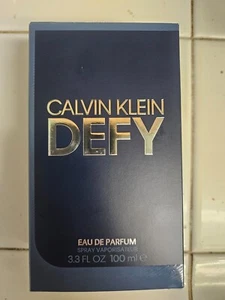 CALVIN KLEIN
DEFY
EAU DE PARFUM
SPRAY VAPORISATEUR
3.3 FL OZ 100 ml ℮